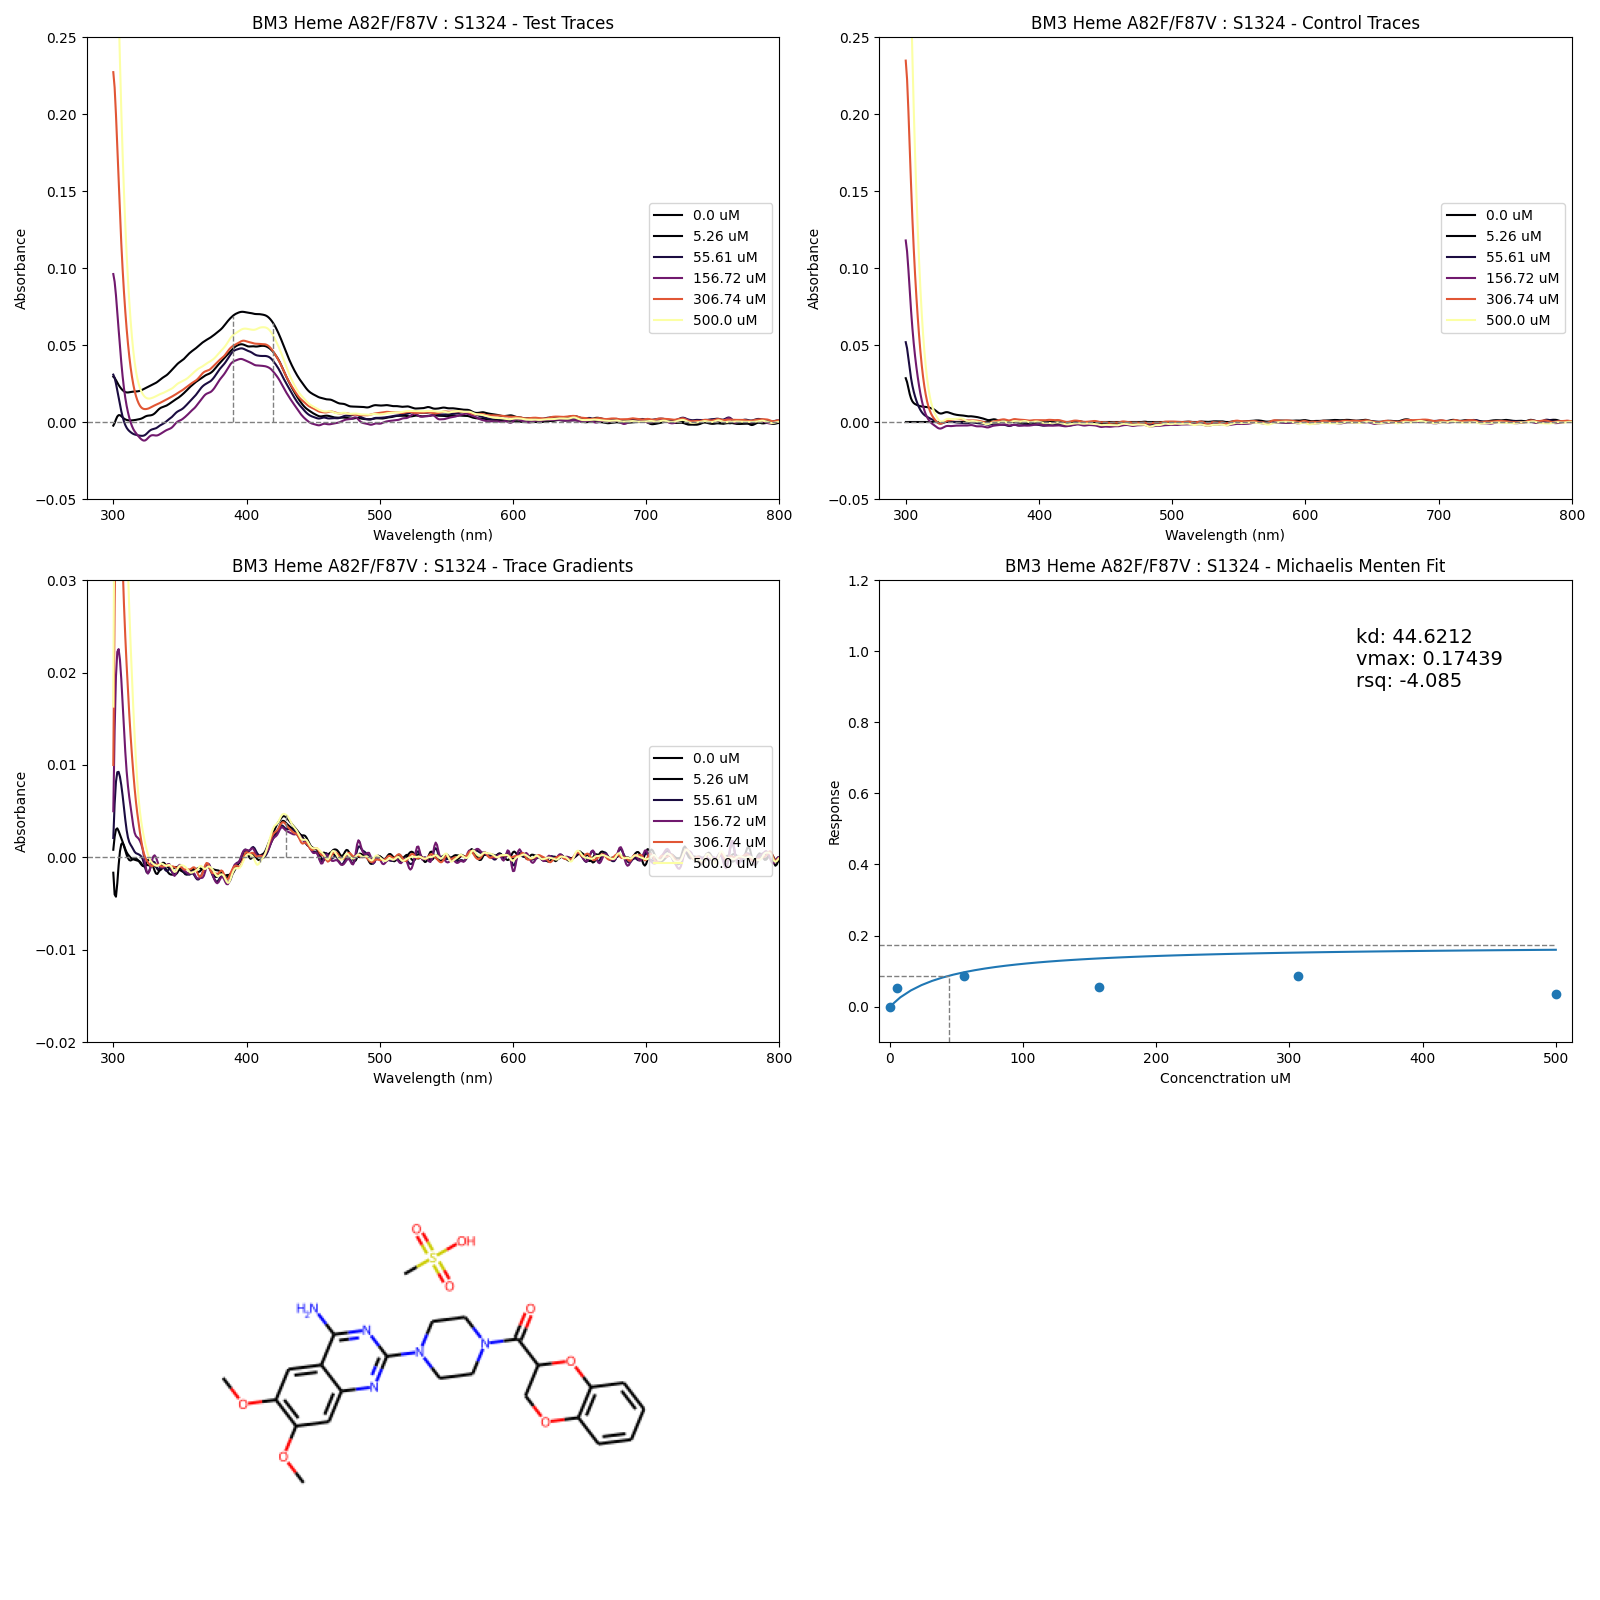 BM3 Heme A82F/F87V : S1324 - Test Traces
0.25
0.20
0.15
0.10
0.05
0.00
−0.05
Absorbance
0.0 uM
5.26 uM
55.61 uM
156.72 uM
306.74 uM
500.0 uM
300 400 500 600 700 800
Wavelength (nm)
BM3 Heme A82F/F87V : S1324 - Control Traces
0.25
0.20
0.15
0.10
0.05
0.00
−0.05
Absorbance
0.0 uM
5.26 uM
55.61 uM
156.72 uM
306.74 uM
500.0 uM
300 400 500 600 700 800
Wavelength (nm)
BM3 Heme A82F/F87V : S1324 - Trace Gradients
0.03
0.02
0.01
0.00
−0.01
−0.02
Absorbance
0.0 uM
5.26 uM
55.61 uM
156.72 uM
306.74 uM
500.0 uM
300 400 500 600 700 800
Wavelength (nm)
BM3 Heme A82F/F87V : S1324 - Michaelis Menten Fit
1.2
1.0
0.8
0.6
0.4
0.2
0.0
Response
kd: 44.6212
vmax: 0.17439
rsq: -4.085
0 100 200 300 400 500
Concenctration uM
O
OH
S
O
H2N
N
O
N
N
N
O
O
N
O
O